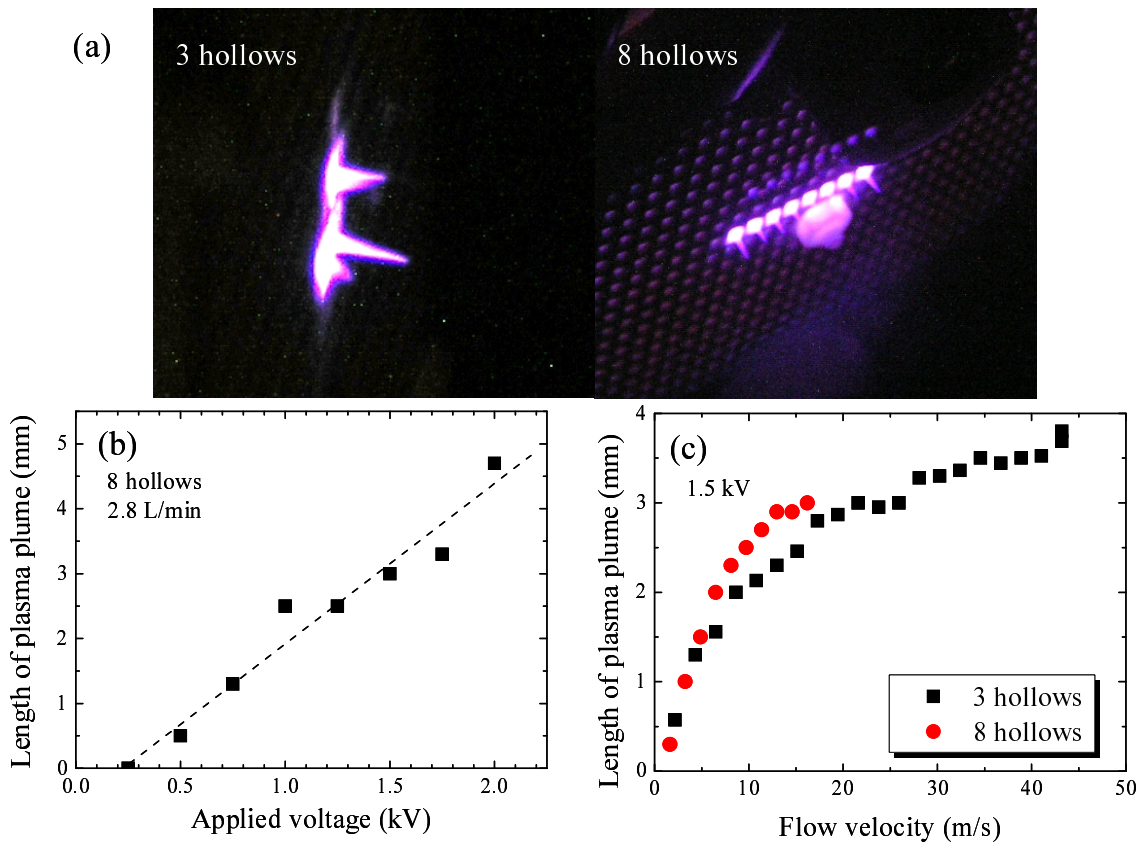 (a)
3 hollows
8 hollows
(b)
8 hollows
2.8 L/min
Length of plasma plume (mm)
5
4
3
2
1
0
0.0 0.5 1.0 1.5 2.0
Applied voltage (kV)
(c)
1.5 kV
Length of plasma plume (mm)
4
3
2
1
0
0 10 20 30 40 50
Flow velocity (m/s)
3 hollows
8 hollows